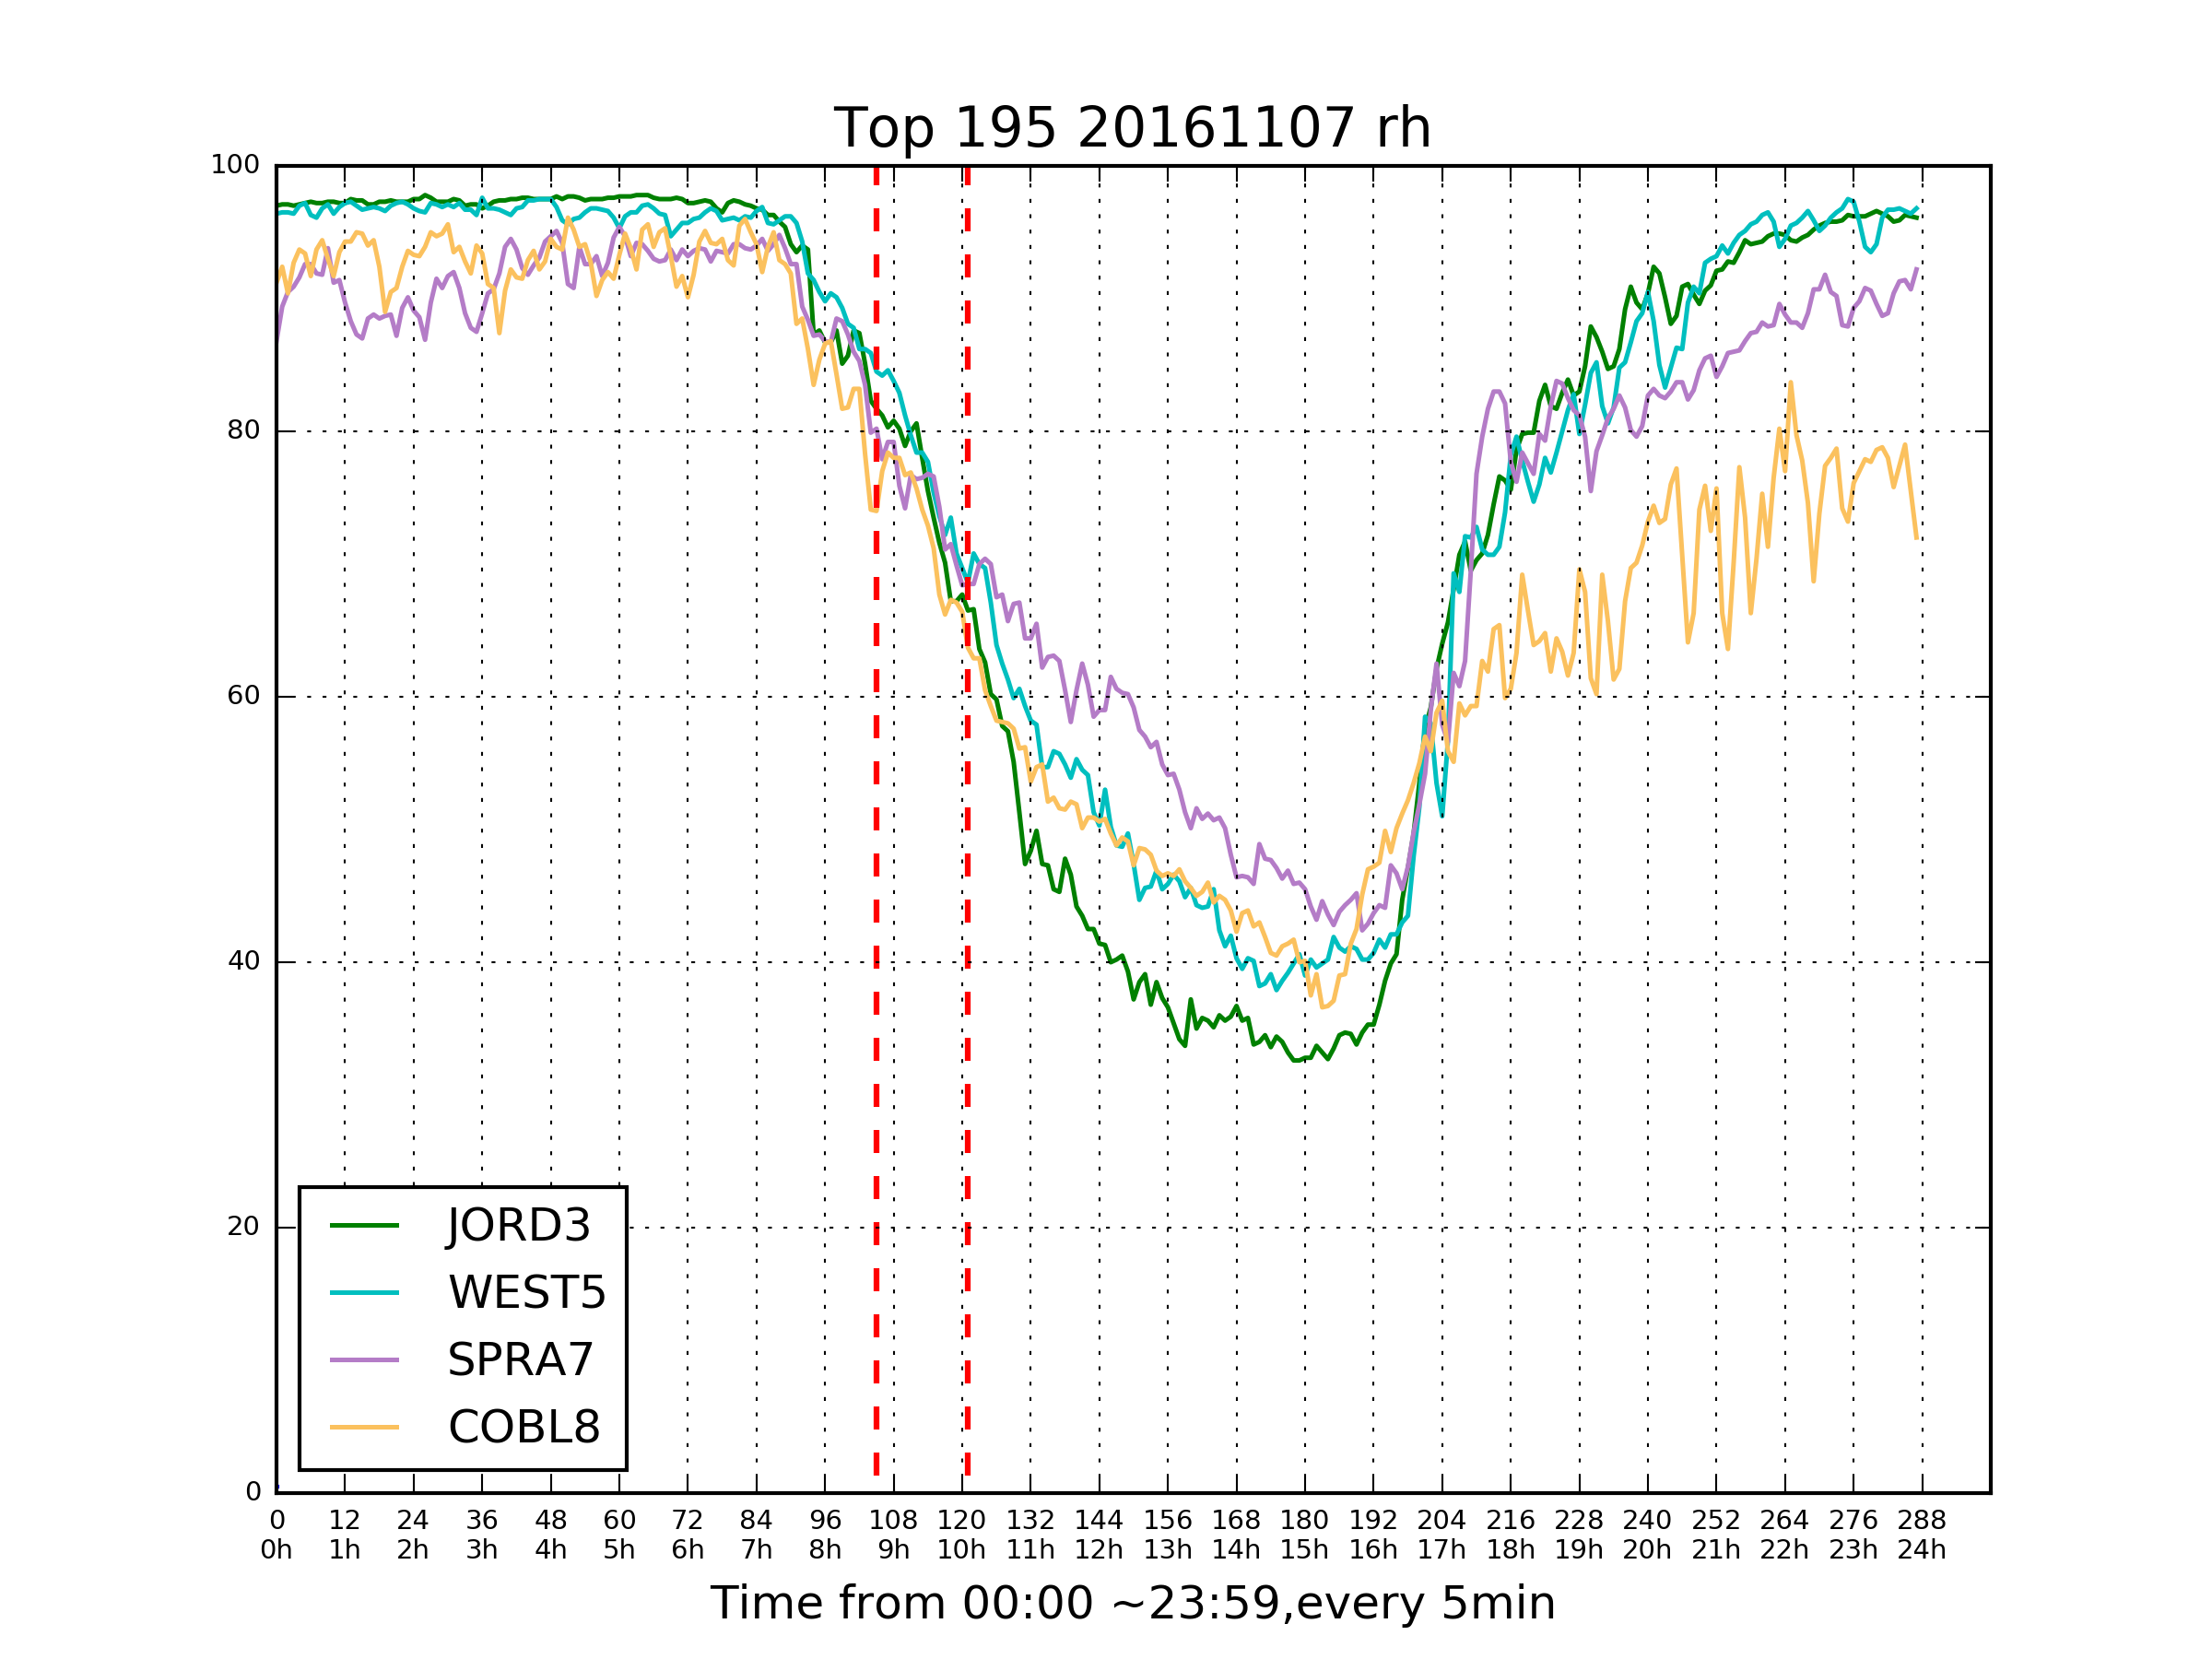 Top 195 20161107 rh
100
80
60
40
20
0
JORD3
WEST5
SPRA7
COBL8
0 12 24 36 48 60 72 84 96 108 120 132 144 156 168 180 192 204 216 228 240 252 264 276 288
0h 1h 2h 3h 4h 5h 6h 7h 8h 9h 10h 11h 12h 13h 14h 15h 16h 17h 18h 19h 20h 21h 22h 23h 24h
Time from 00:00 ~23:59,every 5min